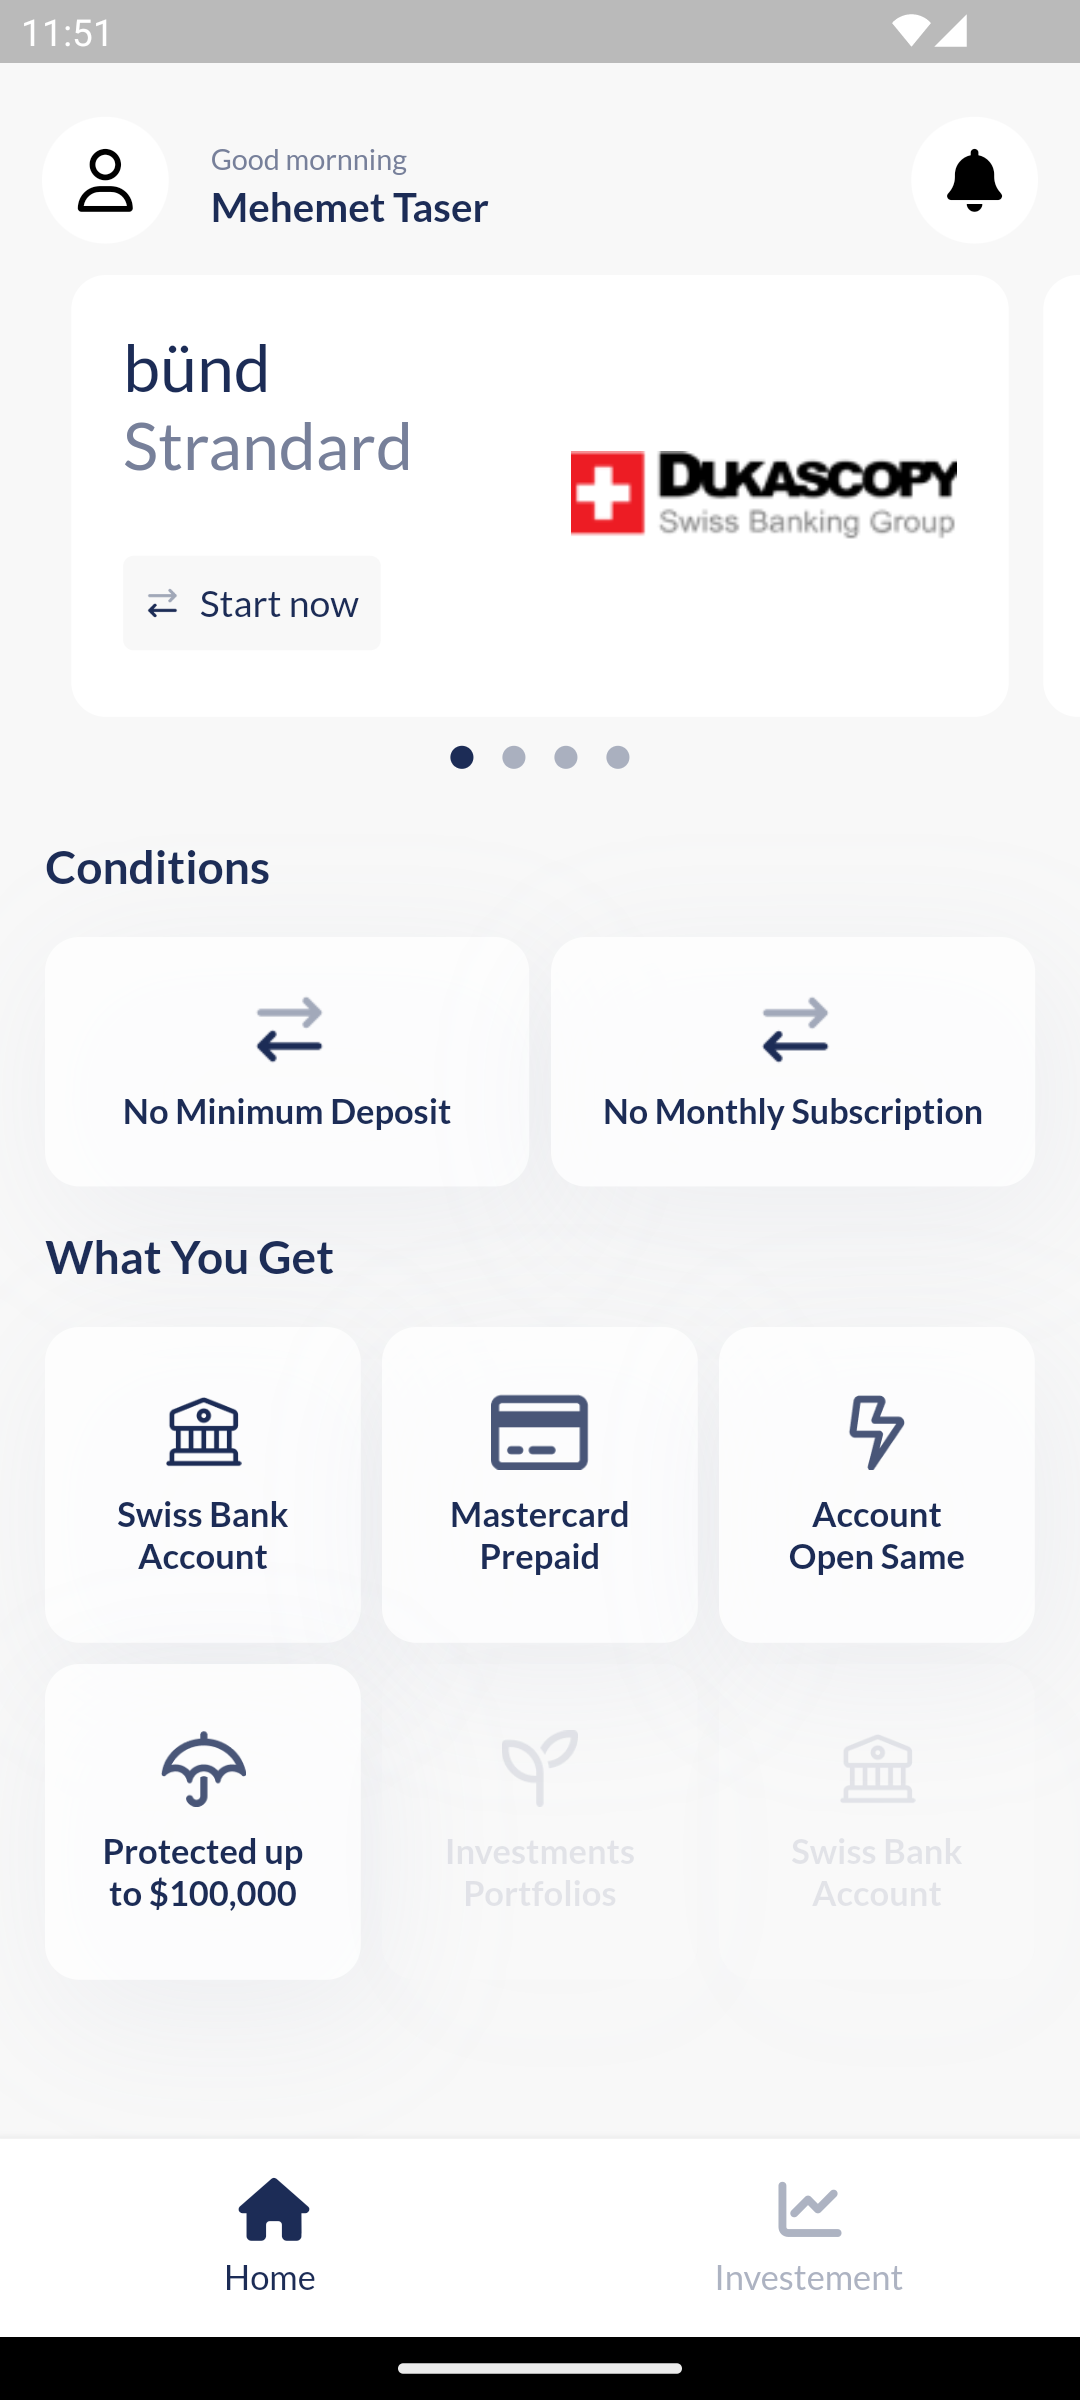 11:51
Good mornning
Mehemet Taser
bünd
Strandard
DUKASCOPY
Swiss Banking Group
Start now
Conditions
No Minimum Deposit
No Monthly Subscription
What You Get
Swiss Bank
Account
Mastercard
Prepaid
Account
Open Same
Protected up
to $100,000
Investments
Portfolios
Swiss Bank
Account
Home
Investement